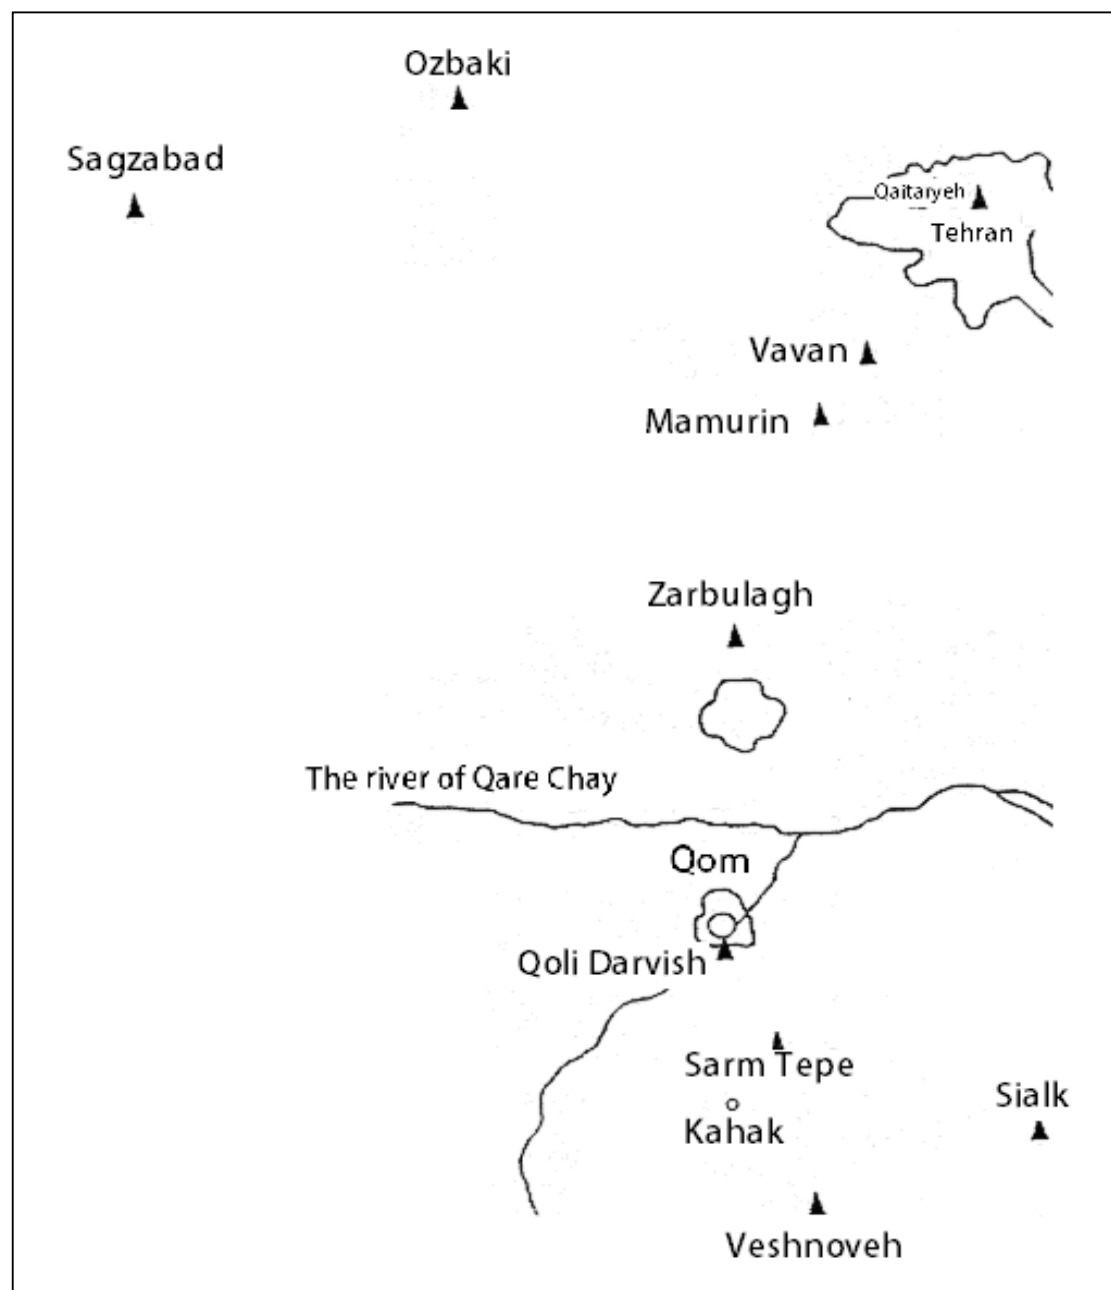 Ozbaki
Sagzabad
Qaitaryeh
Tehran
Vavan
Mamurin
Zarbulagh
The river of Qare Chay
Qom
Qoli Darvish
Sarm Tepe
Sialk
Kahak
Veshnoveh